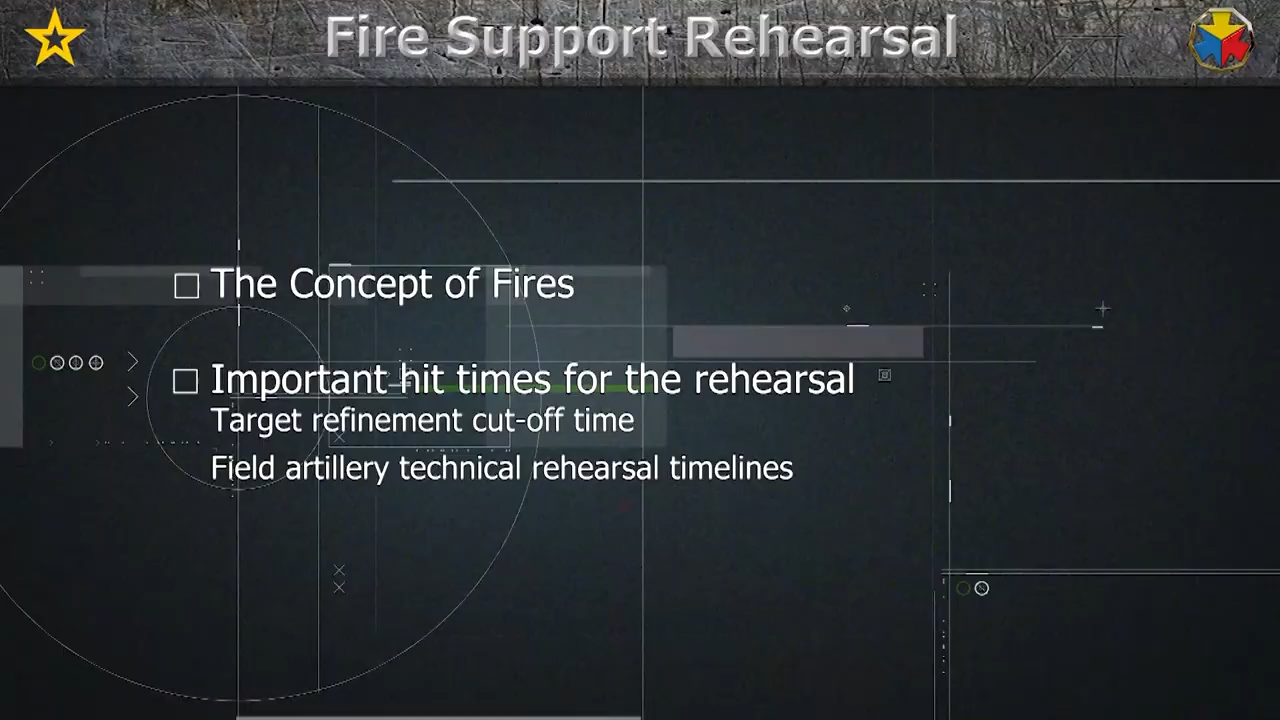 Fire Support Rehearsal
The Concept of Fires
Important hit times for the rehearsal
Target refinement cut-off time
Field artillery technical rehearsal timelines